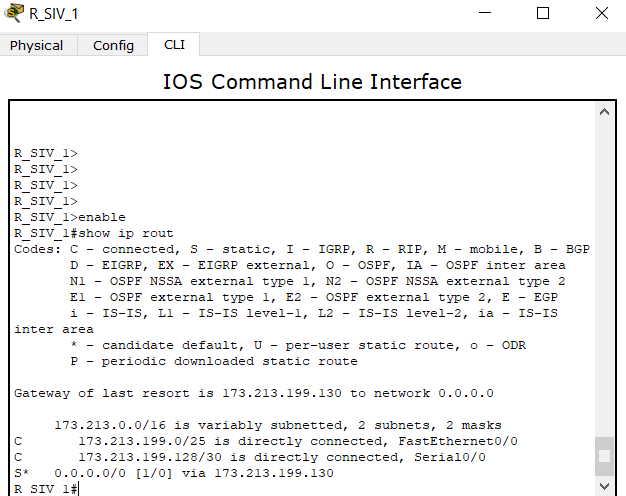 R_SIV_1
Physical Config CLI
IOS Command Line Interface
R_SIV_1>
R_SIV_1>
R_SIV_1>
R_SIV_1>
R_SIV_1>enable
R_SIV_1#show ip rout
Codes: C - connected, S - static, I - IGRP, R - RIP, M - mobile, B - BGP
       D - EIGRP, EX - EIGRP external, O - OSPF, IA - OSPF inter area
       N1 - OSPF NSSA external type 1, N2 - OSPF NSSA external type 2
       E1 - OSPF external type 1, E2 - OSPF external type 2, E - EGP
       i - IS-IS, L1 - IS-IS level-1, L2 - IS-IS level-2, ia - IS-IS
inter area
       * - candidate default, U - per-user static route, o - ODR
       P - periodic downloaded static route
Gateway of last resort is 173.213.199.130 to network 0.0.0.0
     173.213.0.0/16 is variably subnetted, 2 subnets, 2 masks
C       173.213.199.0/25 is directly connected, FastEthernet0/0
C       173.213.199.128/30 is directly connected, Serial0/0
S*   0.0.0.0/0 [1/0] via 173.213.199.130
R_SIV_1#